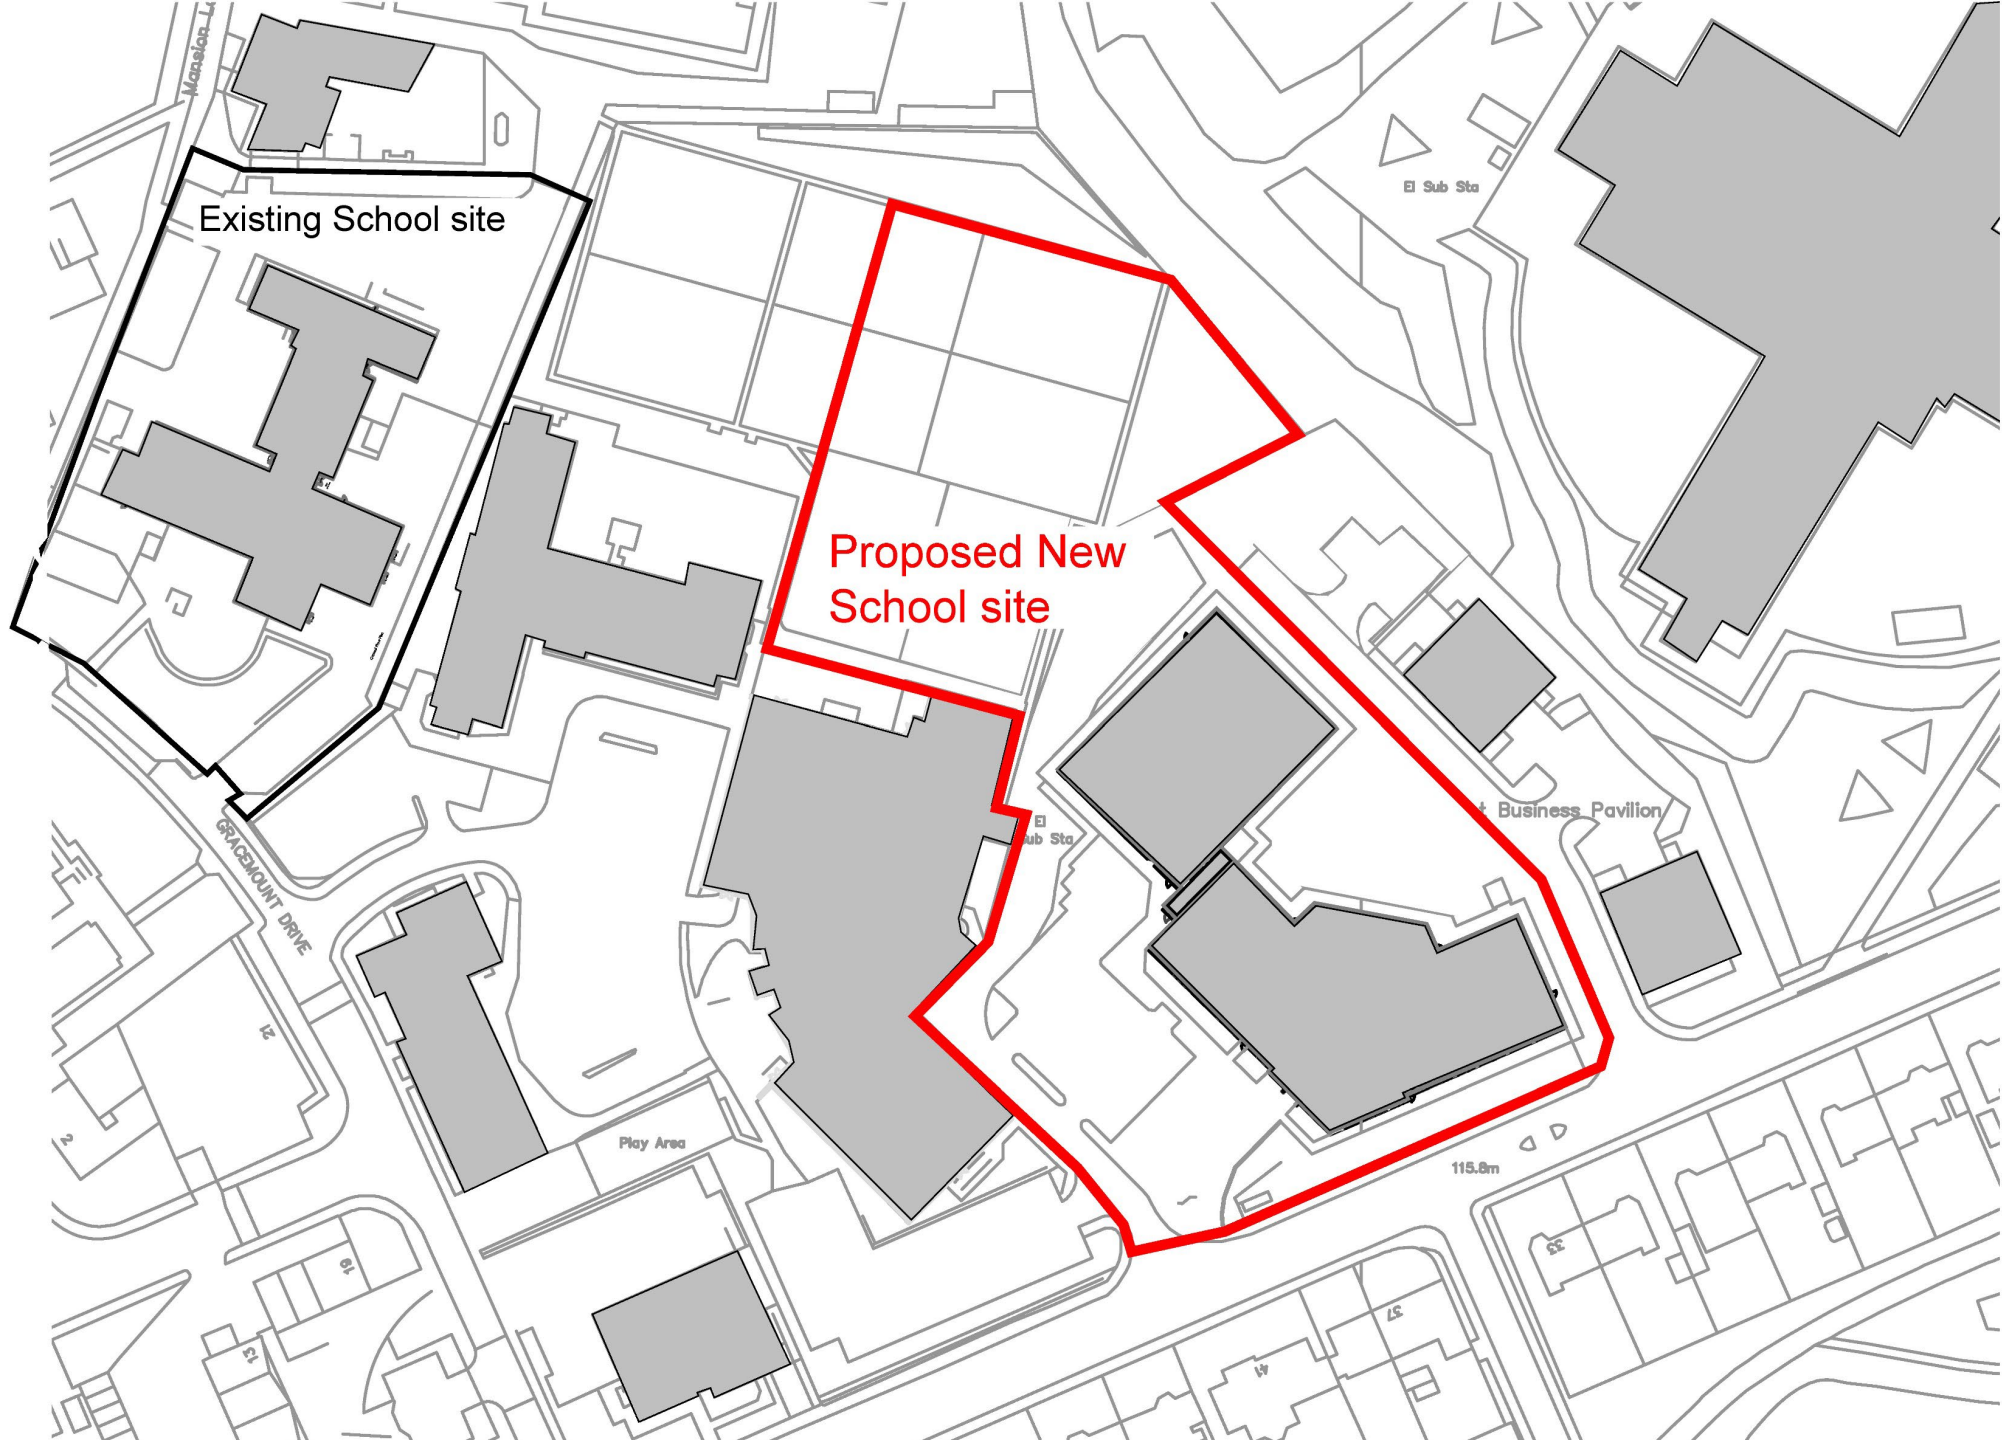 Mansion
El Sub Sta
Existing School site
Proposed New
School site
El
Sub Sta
Business Pavilion
GRACEMOUNT DRIVE
21
2
Play Area
115.8m
33
19
37
13
41